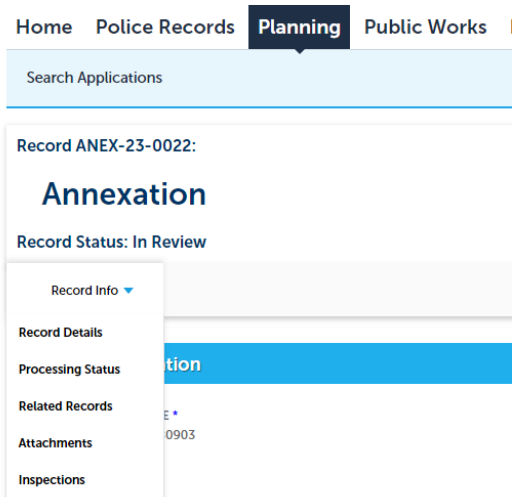 Home Police Records Planning Public Works
Search Applications
Record ANEX-23-0022:
Annexation
Record Status: In Review
Record Info
Record Details
Processing Status
tion
Related Records
E *
0903
Attachments
Inspections